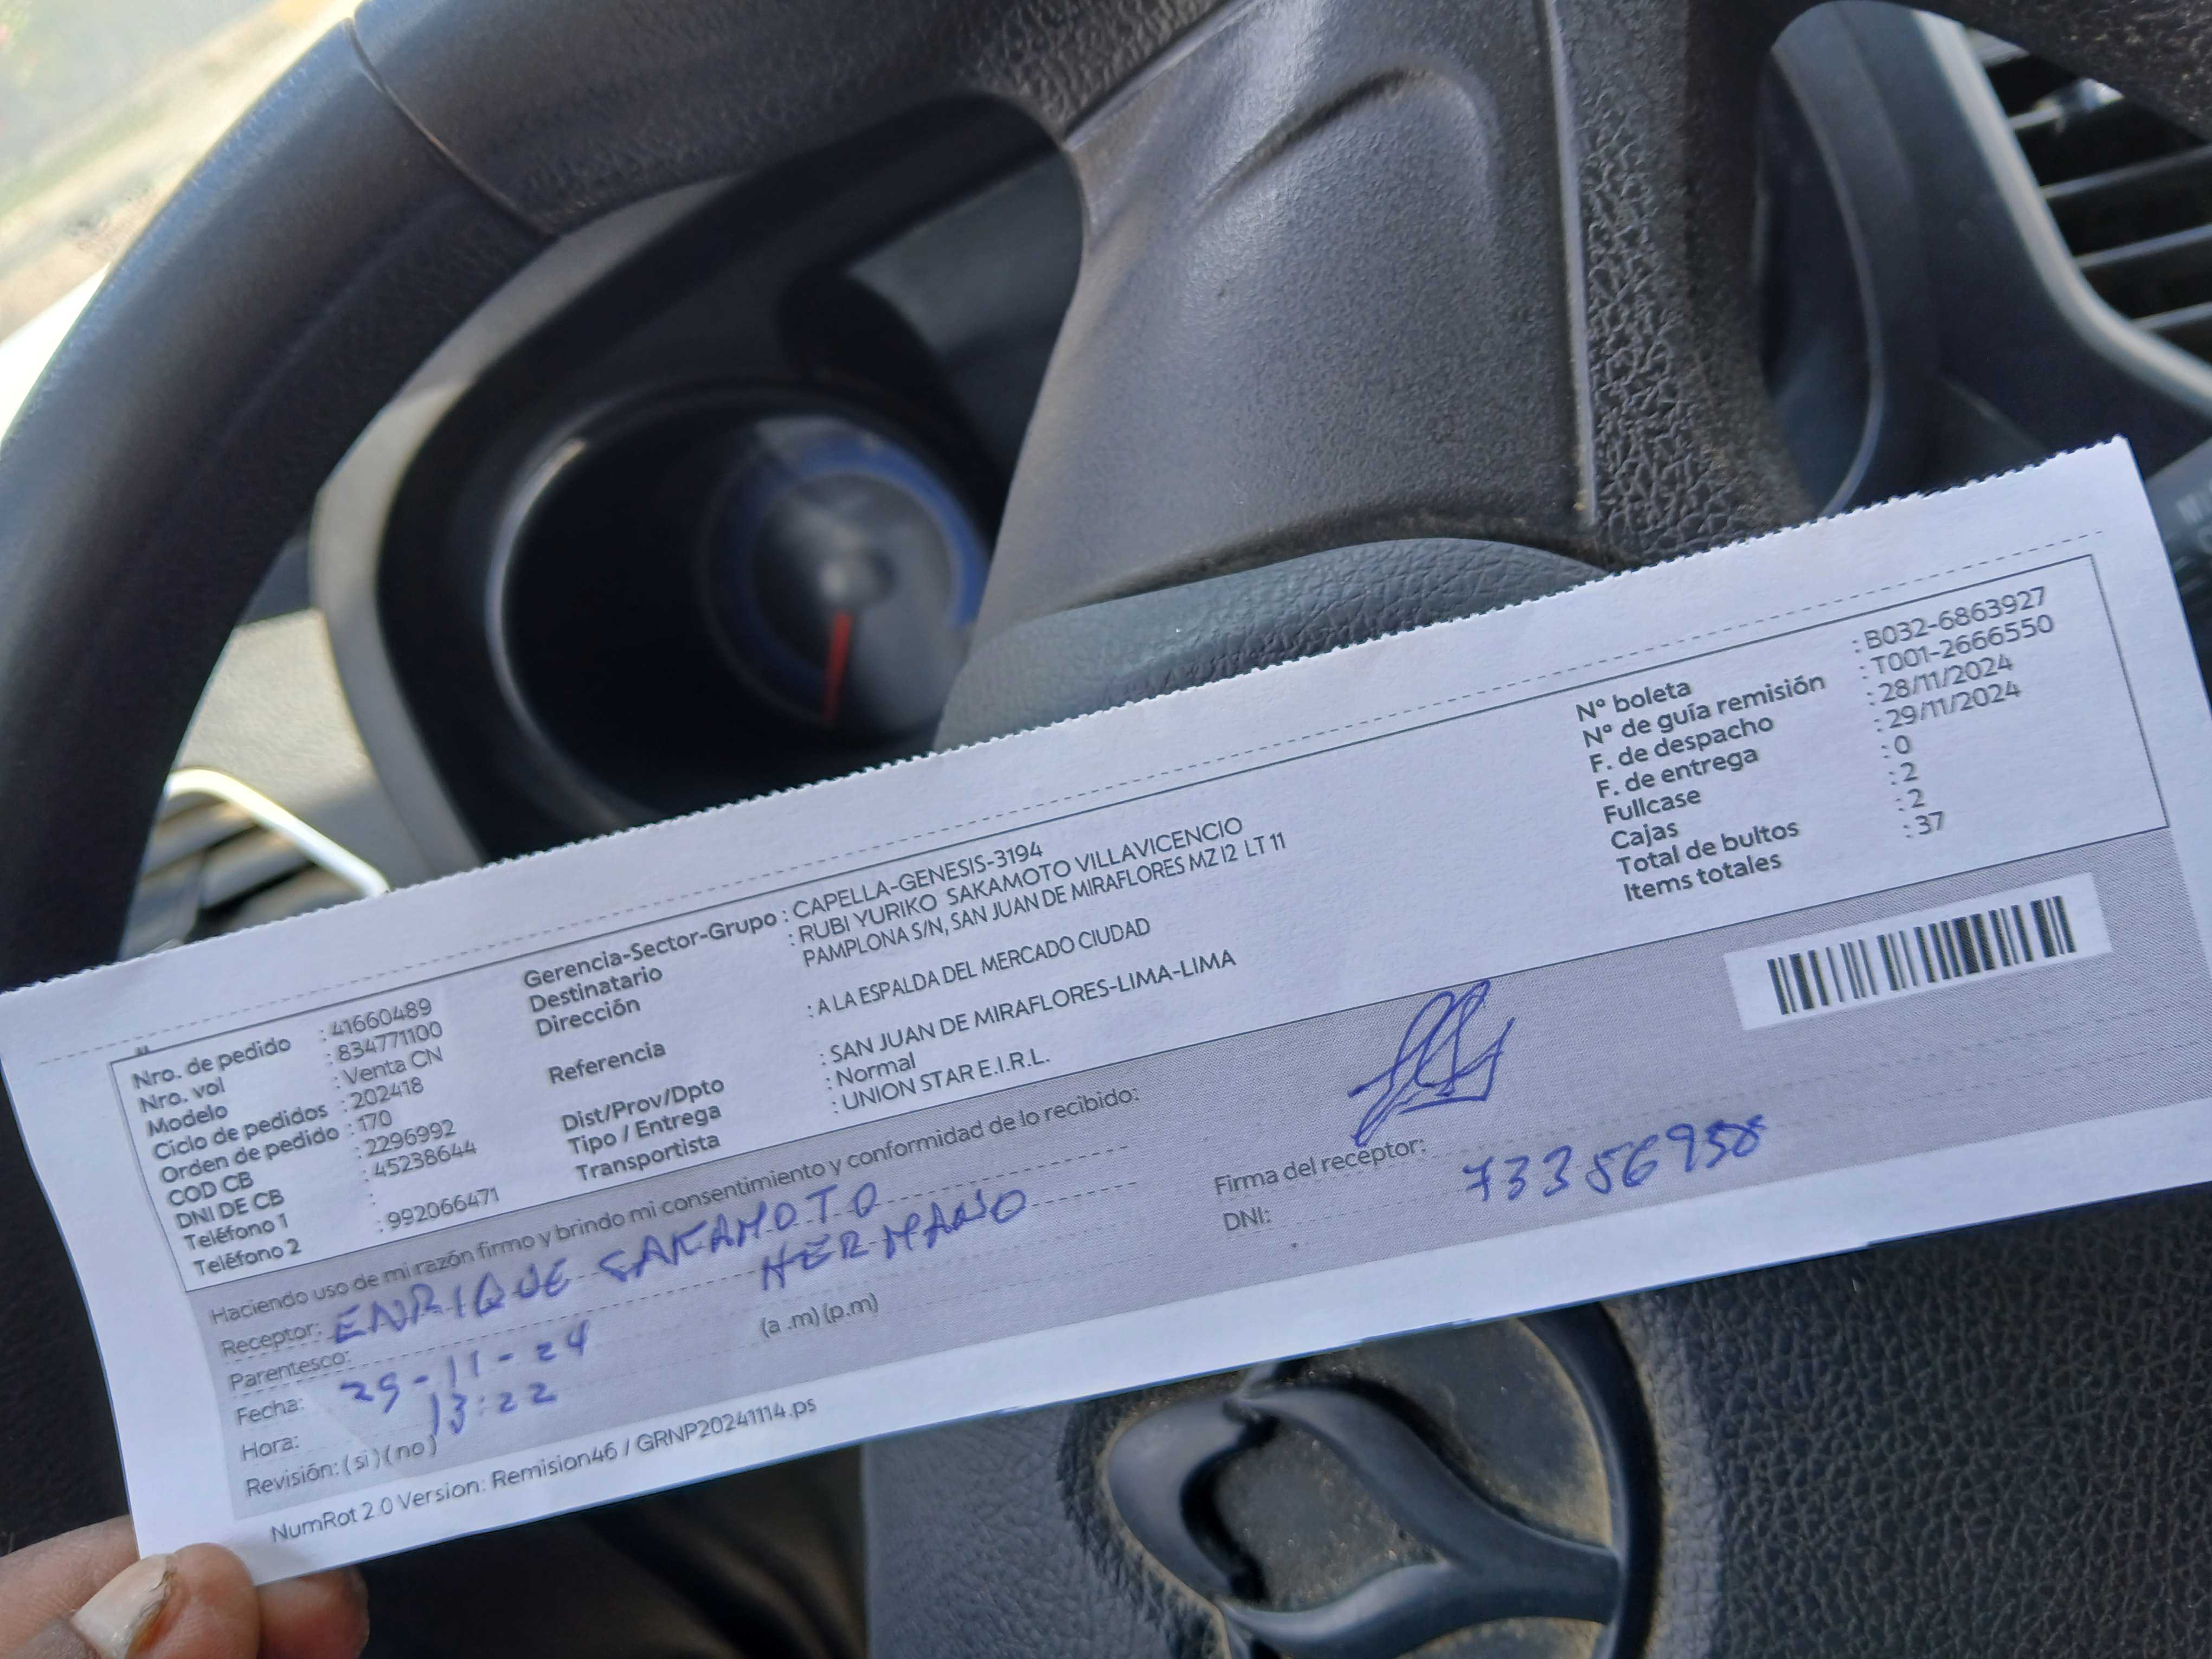 Nro. de pedido : 41660489
Nro. vol : 834771100
Modelo : Venta CN
Ciclo de pedidos : 202418
Orden de pedido : 170
COD CB : 2296992
DNI DE CB : 45238644
Teléfono 1 :
Teléfono 2 : 992066471
Gerencia-Sector-Grupo : CAPELLA-GENESIS-3194
Destinatario : RUBI YURIKO SAKAMOTO VILLAVICENCIO
Dirección PAMPLONA S/N, SAN JUAN DE MIRAFLORES MZ I2 LT 11
Referencia : A LA ESPALDA DEL MERCADO CIUDAD
Dist/Prov/Dpto : SAN JUAN DE MIRAFLORES-LIMA-LIMA
Tipo / Entrega : Normal
Transportista : UNION STAR E.I.R.L.
N° boleta : B032-6863927
N° de guía remisión : T001-2666550
F. de despacho : 28/11/2024
F. de entrega : 29/11/2024
Fullcase : 0
Cajas : 2
Total de bultos : 2
Items totales : 37
Haciendo uso de mi razón firmo y brindo mi consentimiento y conformidad de lo recibido:
Receptor: ENRIQUE SAKAMOTO
Parentesco: HERMANO
Fecha: 29-11-24
Hora: 13:22 (a .m) (p.m)
Revisión: (si) (no)
Firma del receptor:
DNI: 73356958
NumRot 2.0 Version: Remision46 / GRNP20241114.ps